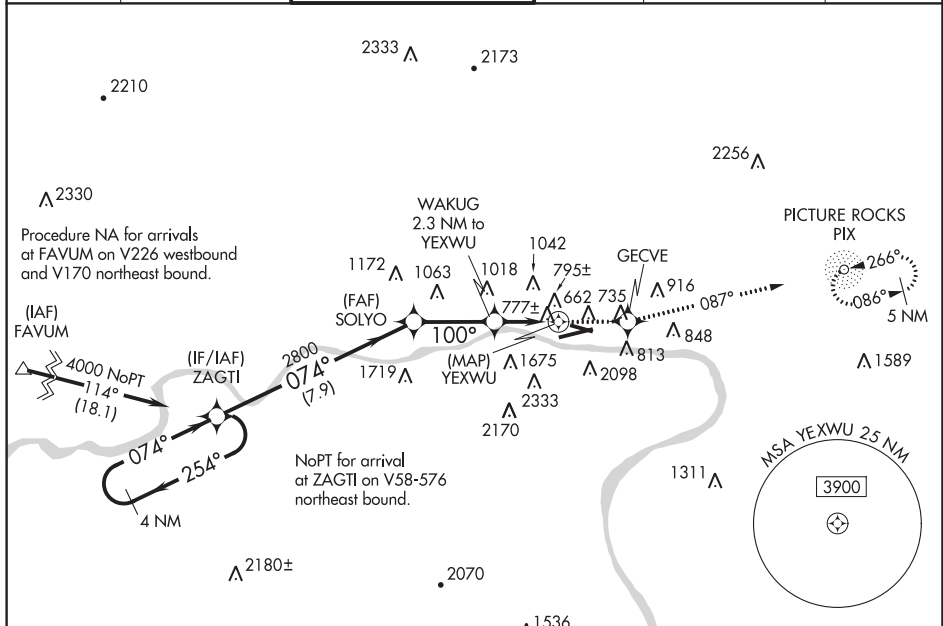 2333
2173
2210
2256
2330
WAKUG
2.3 NM to
YEXWU
PICTURE ROCKS
PIX
Procedure NA for arrivals
at FAVUM on V226 westbound
and V170 northeast bound.
1172
1063
1018
1042
795±
GECVE
266°
086°
5 NM
(FAF)
SOLYO
777±
662
735
916
087°
(IAF)
FAVUM
100°
848
(IF/IAF)
ZAGTI
2800
074°
(7.9)
(MAP)
YEXWU
813
4000 NoPT
114°
(18.1)
1719
1675
2098
1589
2333
2170
074°
254°
4 NM
NoPT for arrival
at ZAGTI on V58-576
northeast bound.
MSA YEXWU 25 NM
1311
3900
2180±
2070
1536